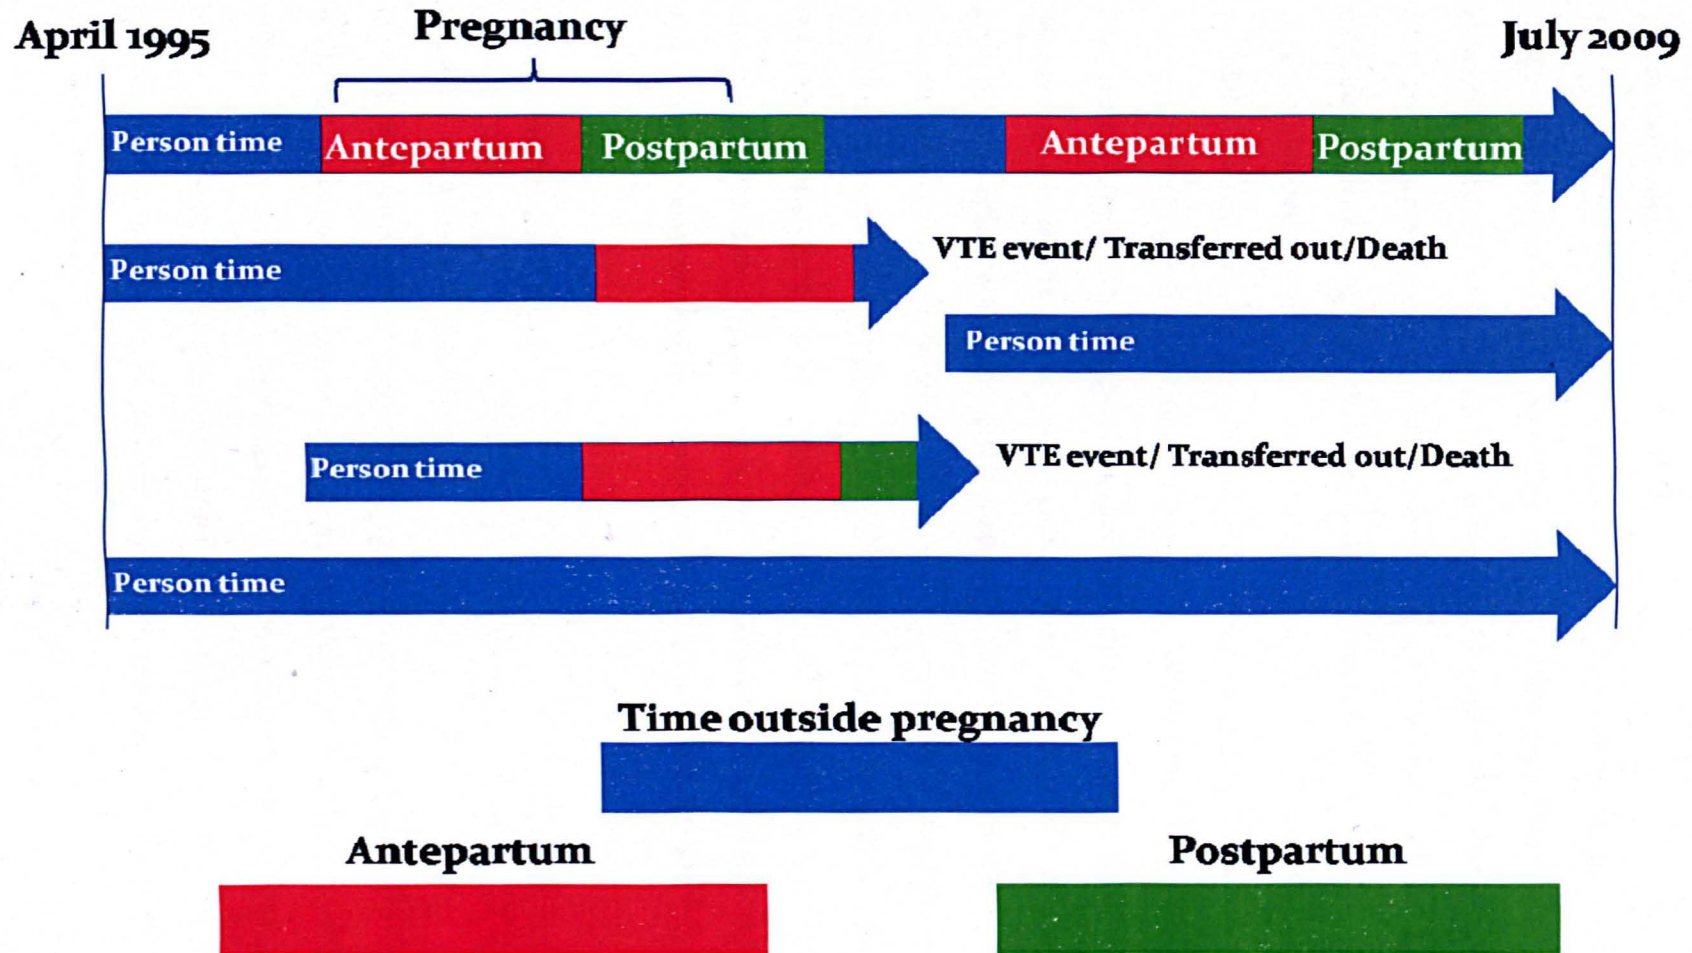 April 1995
Pregnancy
July 2009
Person time
Antepartum
Postpartum
Antepartum
Postpartum
Person time
VTE event/ Transferred out/Death
Person time
Person time
VTE event/ Transferred out/Death
Person time
Time outside pregnancy
Antepartum
Postpartum